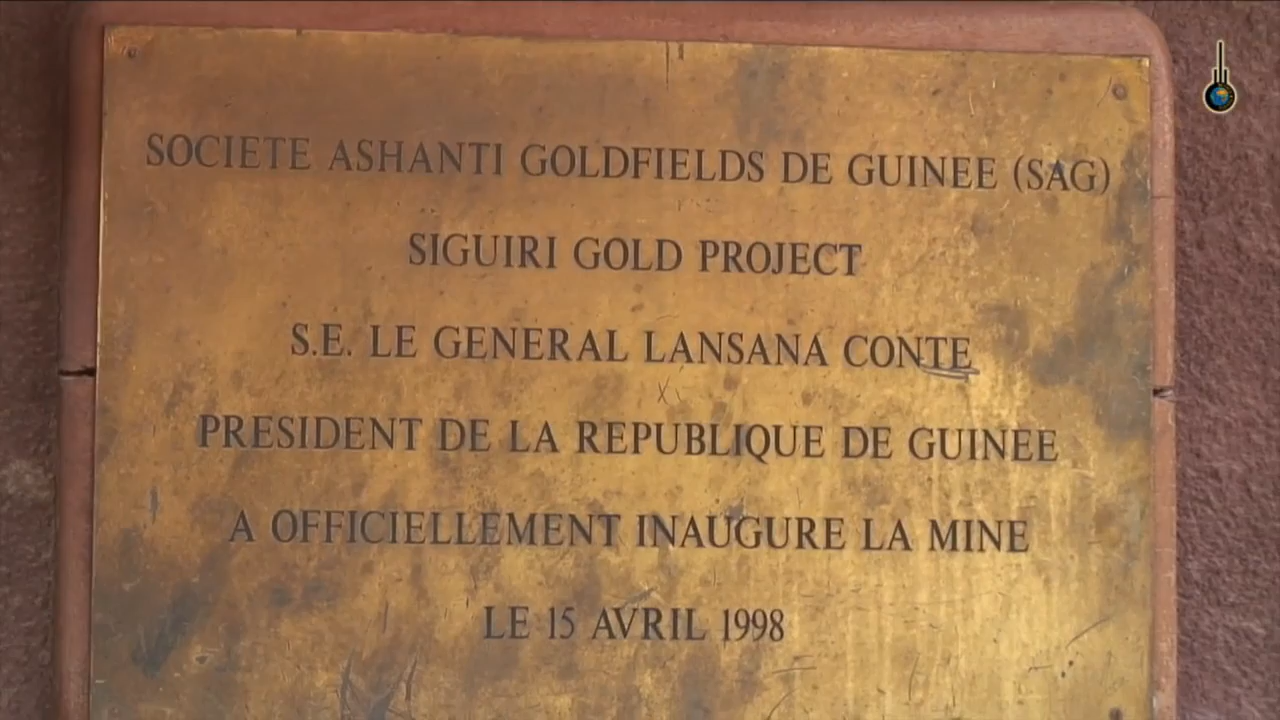 SOCIETE ASHANTI GOLDFIELDS DE GUINEE (SAG)
SIGUIRI GOLD PROJECT
S.E. LE GENERAL LANSANA CONTE
PRESIDENT DE LA REPUBLIQUE DE GUINEE
A OFFICIELLEMENT INAUGURE LA MINE
LE 15 AVRIL 1998